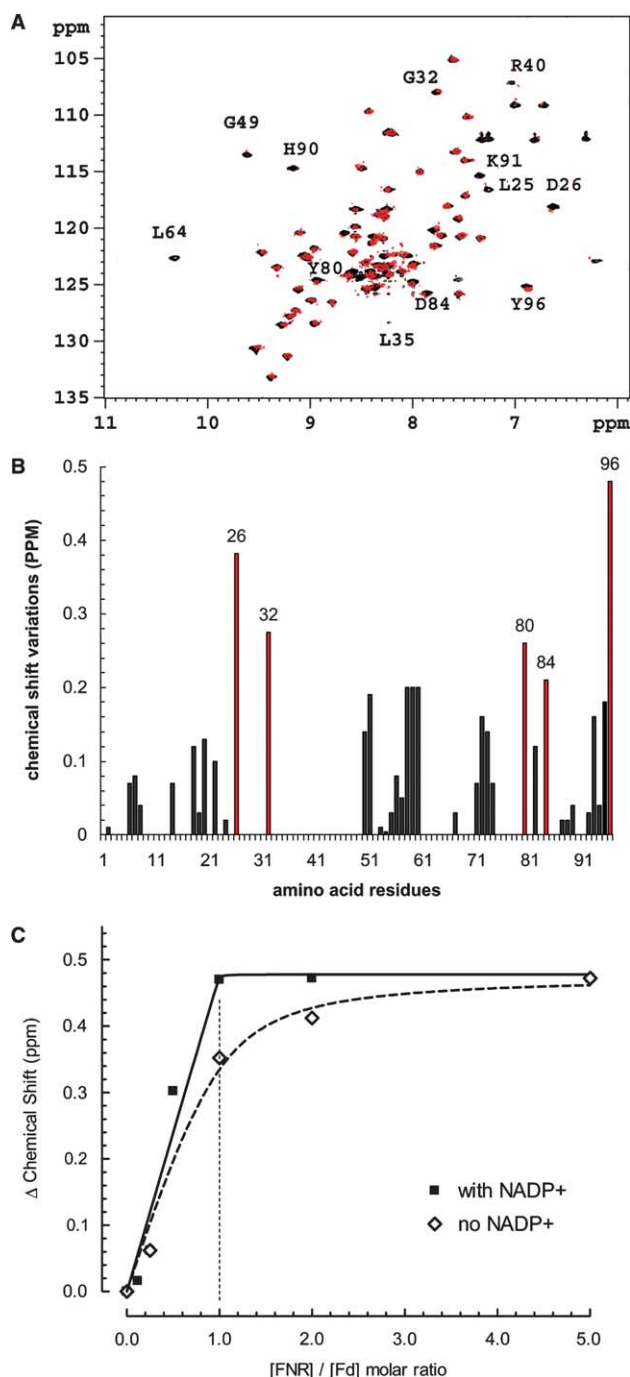 A
ppm
105
110
115
120
125
130
135
G32
R40
G49
H90
K91
L25 D26
L64
Y80
D84
Y96
L35
11 10 9 8 7 ppm
B
chemical shift variations (PPM)
0.5
0.4
0.3
0.2
0.1
0
26
32
80
84
96
1 11 21 31 41 51 61 71 81 91
amino acid residues
C
Δ Chemical Shift (ppm)
0.5
0.4
0.3
0.2
0.1
0.0
with NADP+
no NADP+
0.0 1.0 2.0 3.0 4.0 5.0
[FNR] / [Fd] molar ratio